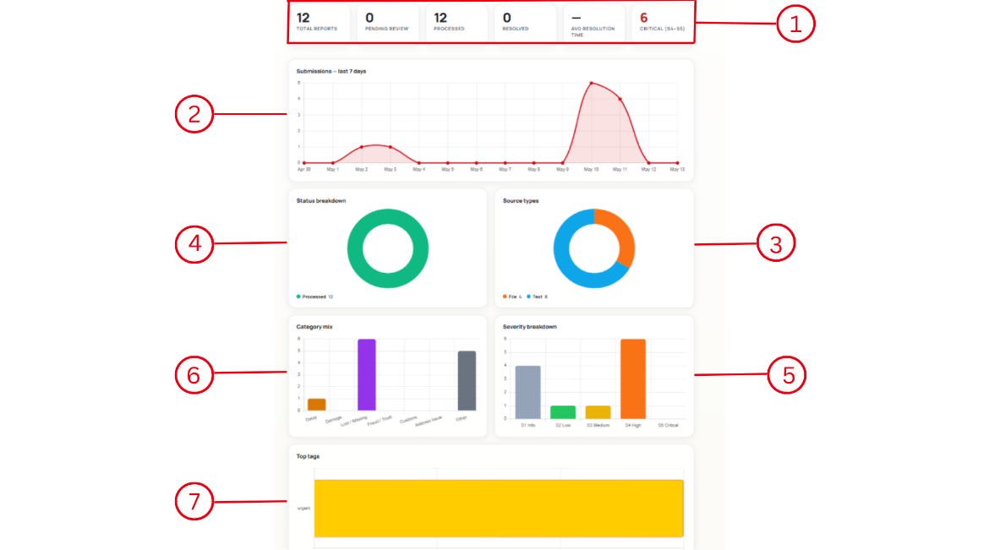 12 0 12 0 — 6
TOTAL REPORTS PENDING REVIEW PROCESSED RESOLVED AVG RESOLUTION TIME CRITICAL (S4–S5)
1
Submissions — last 7 days
5
4
3
2
1
0
Apr 30 May 1 May 2 May 3 May 4 May 5 May 6 May 7 May 8 May 9 May 10 May 11 May 12 May 13
2
Status breakdown
Processed 12
4
Source types
File 4 Text 8
3
Category mix
6
5
4
3
2
1
0
Delay Damage Lost / Missing Fraud / Theft Customs Address Issue Other
6
Severity breakdown
6
5
4
3
2
1
0
S1 Info S2 Low S3 Medium S4 High S5 Critical
5
Top tags
urgent
7